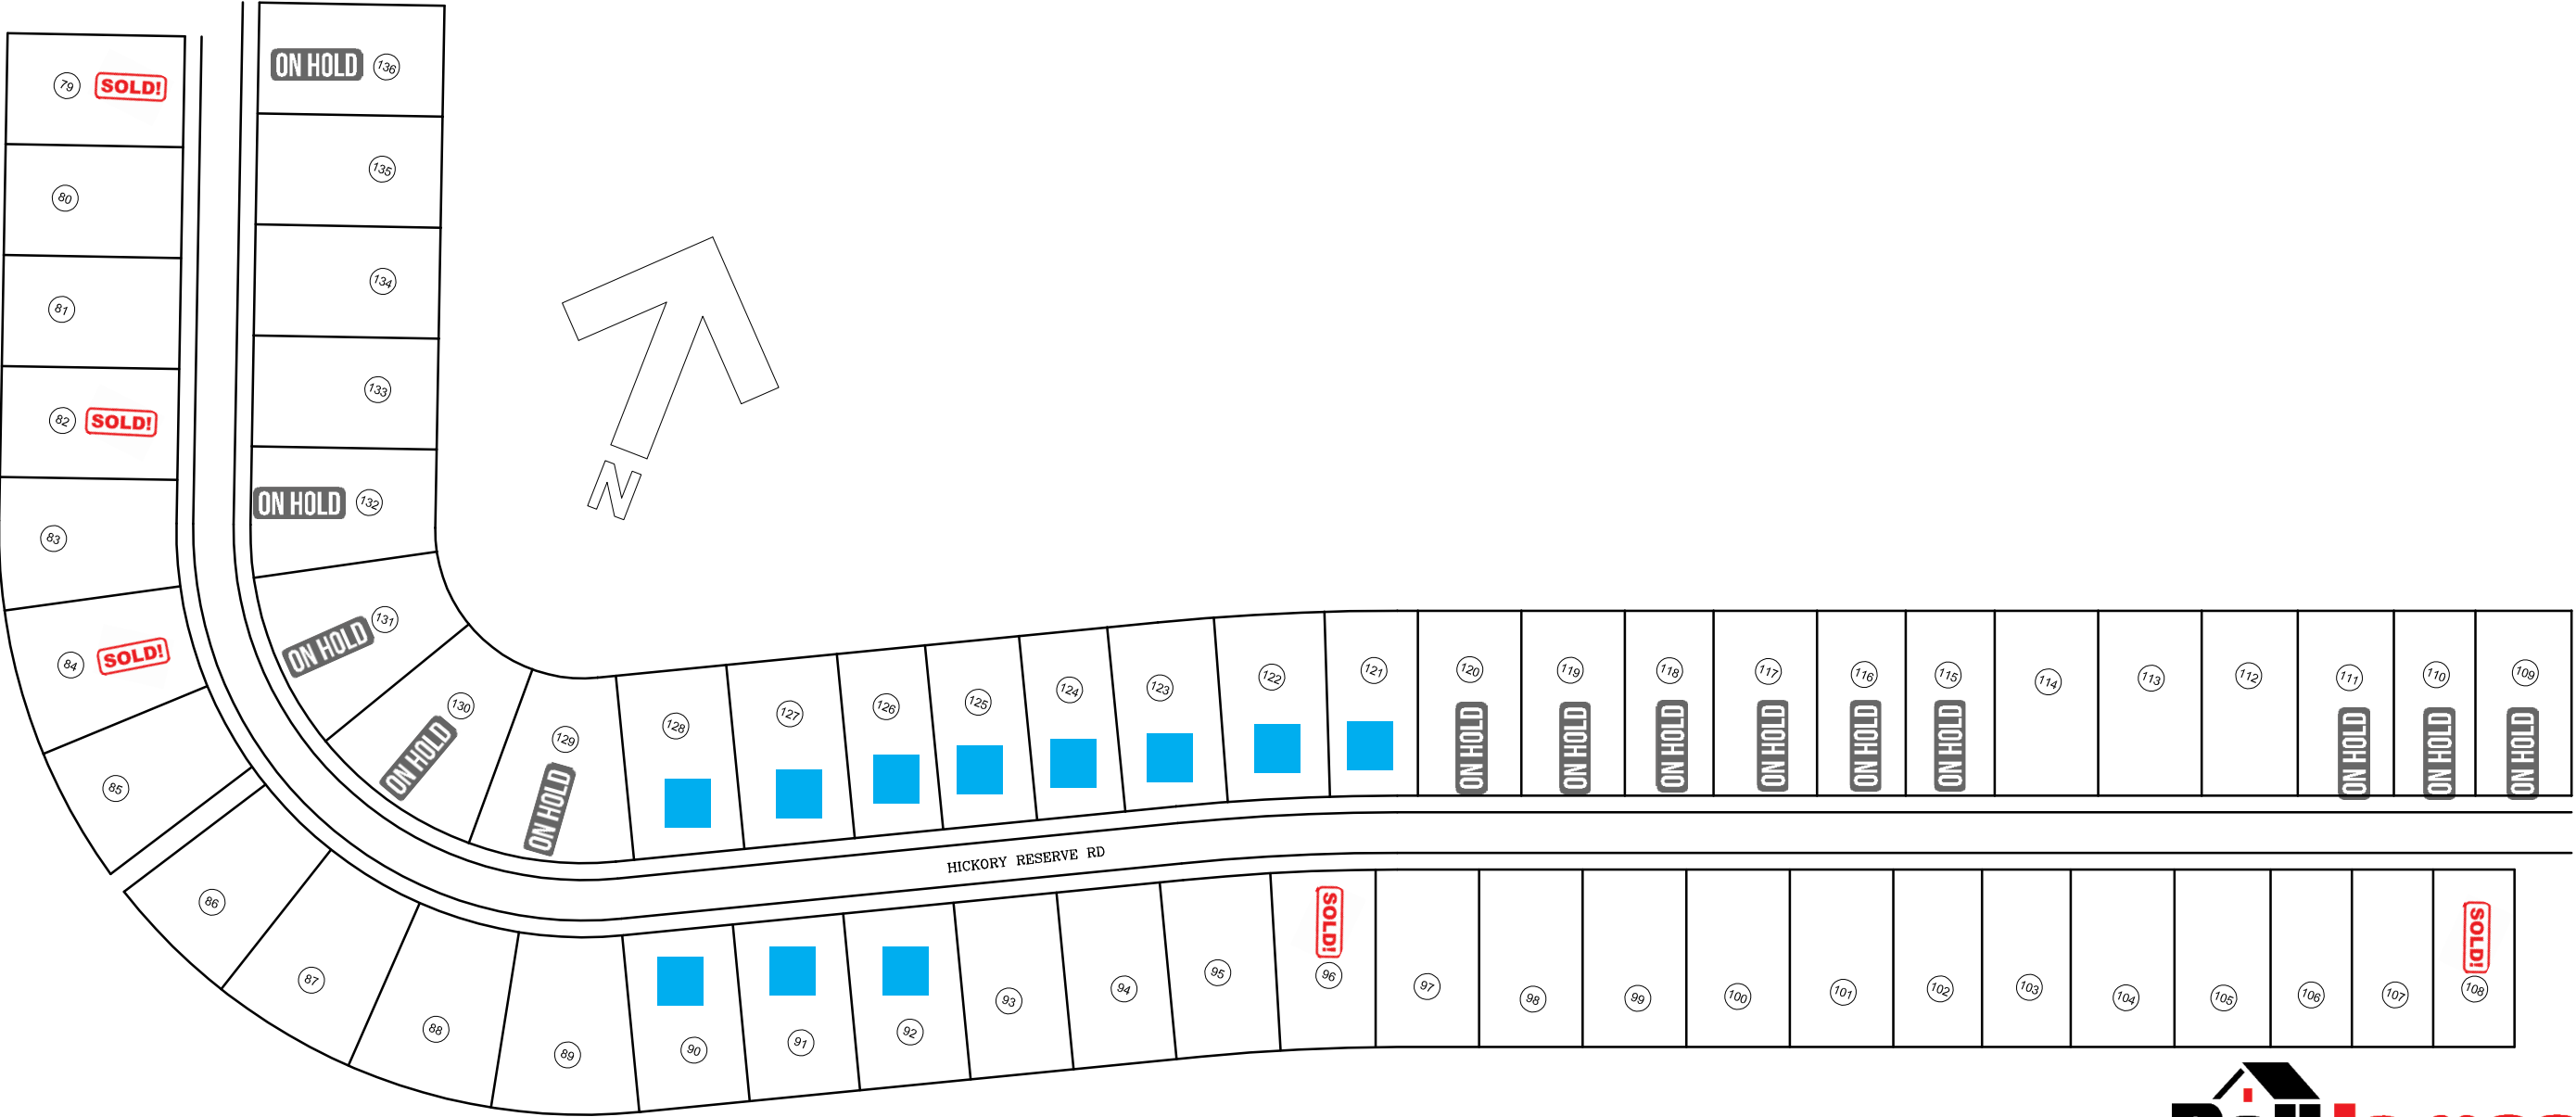 ON HOLD 136
79 SOLD!
135
80
134
81
133
82 SOLD!
ON HOLD 132
83
N
131 ON HOLD
84 SOLD!
130 ON HOLD
85
129 ON HOLD
128
127
126
125
124
123
122
121
120 ON HOLD
119 ON HOLD
118 ON HOLD
117 ON HOLD
116 ON HOLD
115 ON HOLD
114
113
112
111 ON HOLD
110 ON HOLD
109 ON HOLD
HICKORY RESERVE RD
86
87
88
89
90
91
92
93
94
95
SOLD! 96
97
98
99
100
101
102
103
104
105
106
107
SOLD! 108